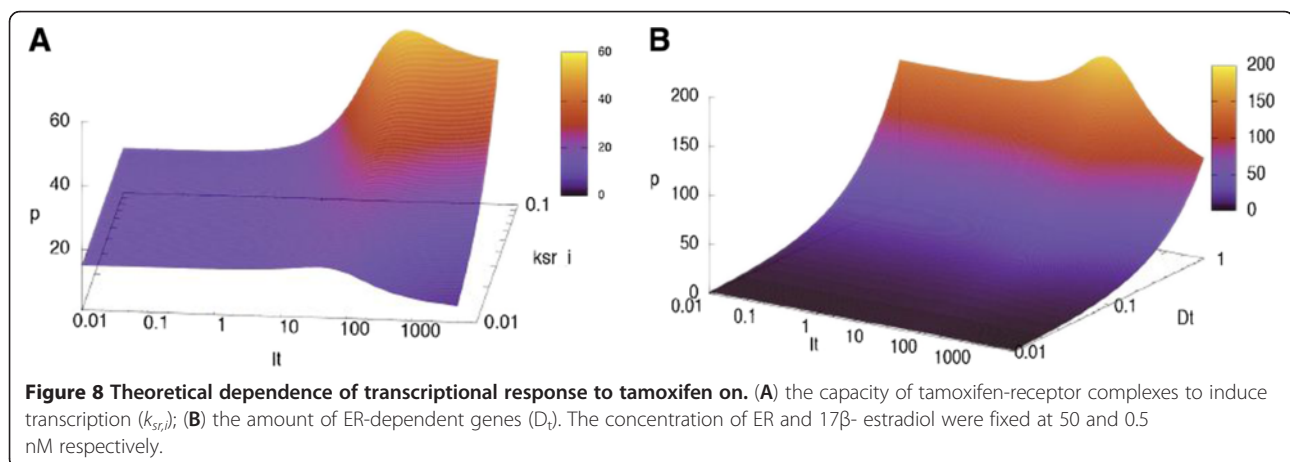 A
B
60
40
20
0
200
150
100
50
0
p
60
40
20
0.1
ksr_i
0.01
0.01 0.1 1 10 100 1000
It
p
200
150
100
50
0
0.01 0.1 1 10 100 1000
It
0.01
0.1
1
Dt
Figure 8 Theoretical dependence of transcriptional response to tamoxifen on. (A) the capacity of tamoxifen-receptor complexes to induce
transcription (ksr,i); (B) the amount of ER-dependent genes (Dt). The concentration of ER and 17β- estradiol were fixed at 50 and 0.5
nM respectively.